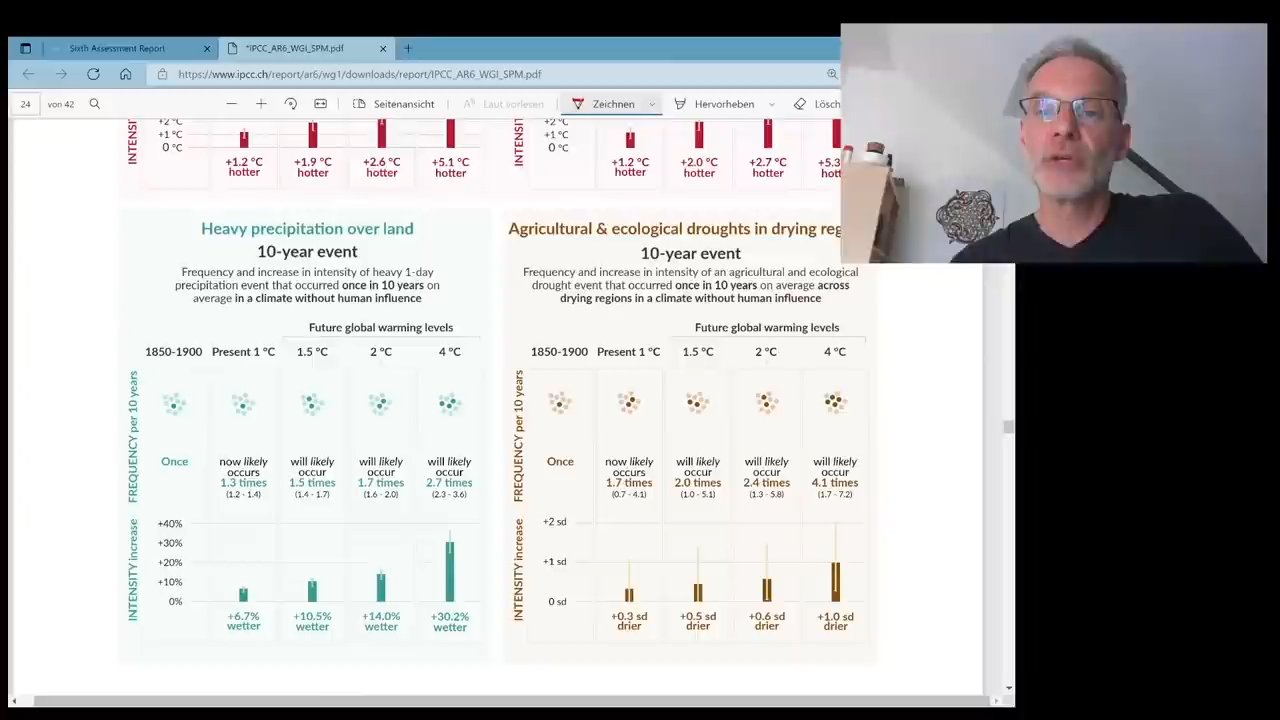 Sixth Assessment Report
*IPCC_AR6_WGI_SPM.pdf
https://www.ipcc.ch/report/ar6/wg1/downloads/report/IPCC_AR6_WGI_SPM.pdf
24 von 42 Seitenansicht Laut vorlesen Zeichnen Hervorheben Lösch
INTENSIT
+2 °C
+1 °C
0 °C
+1.2 °C +1.9 °C +2.6 °C +5.1 °C
hotter hotter hotter hotter
INTENSIT
+2 °C
+1 °C
0 °C
+1.2 °C +2.0 °C +2.7 °C +5.3
hotter hotter hotter hott
Heavy precipitation over land
10-year event
Frequency and increase in intensity of heavy 1-day
precipitation event that occurred once in 10 years on
average in a climate without human influence
Future global warming levels
1850-1900 Present 1 °C 1.5 °C 2 °C 4 °C
FREQUENCY per 10 years
Once now likely will likely will likely will likely
occurs occur occur occur
1.3 times 1.5 times 1.7 times 2.7 times
(1.2 - 1.4) (1.4 - 1.7) (1.6 - 2.0) (2.3 - 3.6)
INTENSITY increase
+40%
+30%
+20%
+10%
0%
+6.7% +10.5% +14.0% +30.2%
wetter wetter wetter wetter
Agricultural & ecological droughts in drying reg
10-year event
Frequency and increase in intensity of an agricultural and ecological
drought event that occurred once in 10 years on average across
drying regions in a climate without human influence
Future global warming levels
1850-1900 Present 1 °C 1.5 °C 2 °C 4 °C
FREQUENCY per 10 years
Once now likely will likely will likely will likely
occurs occur occur occur
1.7 times 2.0 times 2.4 times 4.1 times
(0.7 - 4.1) (1.0 - 5.1) (1.3 - 5.8) (1.7 - 7.2)
INTENSITY increase
+2 sd
+1 sd
0 sd
+0.3 sd +0.5 sd +0.6 sd +1.0 sd
drier drier drier drier